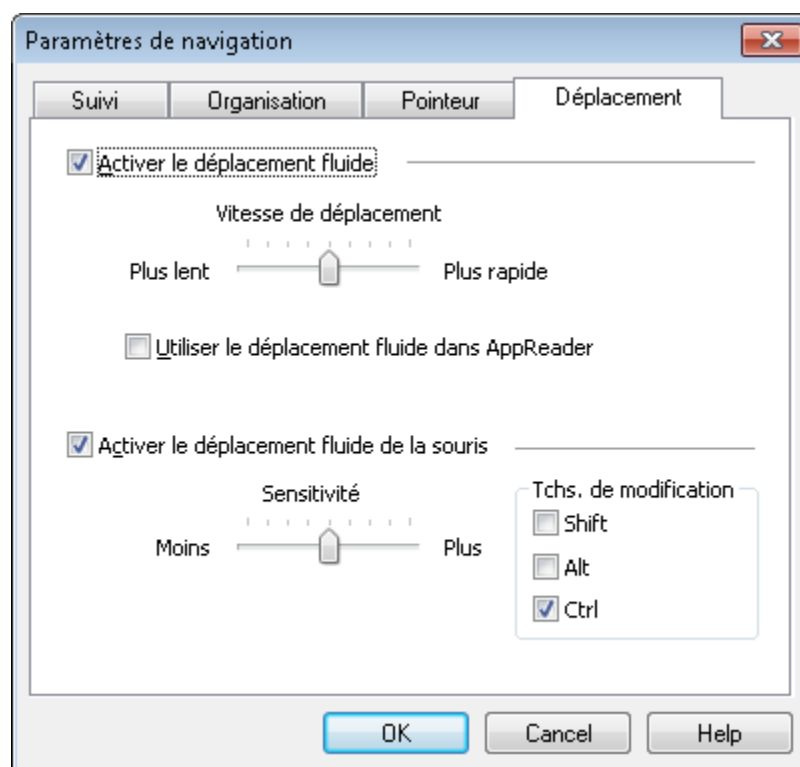 Paramètres de navigation
Suivi Organisation Pointeur Déplacement
Activer le déplacement fluide
Vitesse de déplacement
Plus lent Plus rapide
Utiliser le déplacement fluide dans AppReader
Activer le déplacement fluide de la souris
Sensitivité
Moins Plus
Tchs. de modification
Shift
Alt
Ctrl
OK Cancel Help